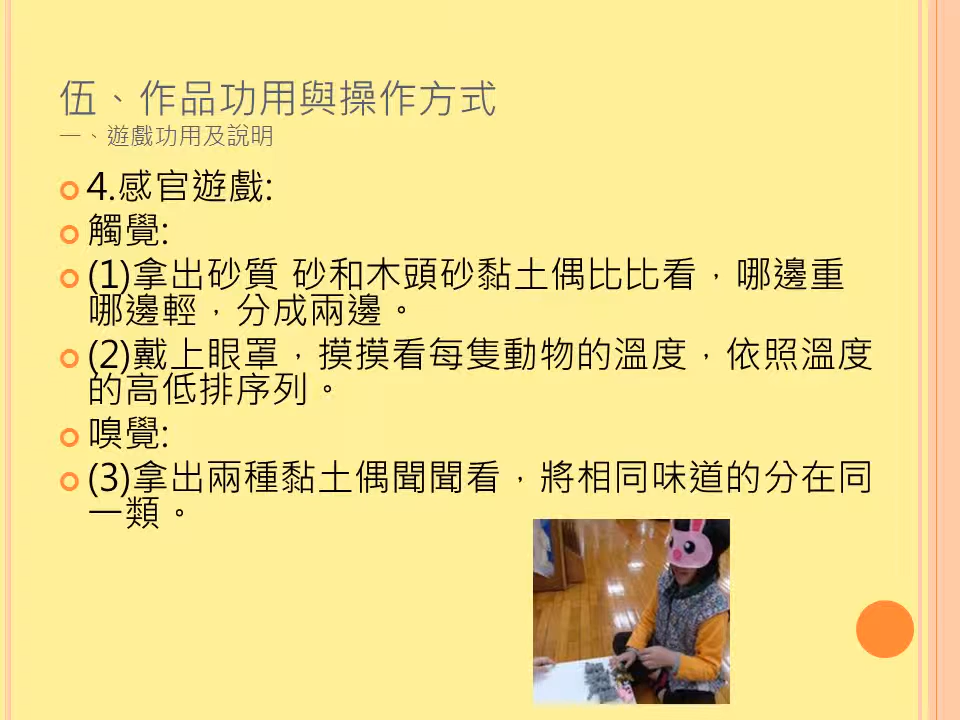 伍、作品功用與操作方式
一、遊戲功用及說明
4.感官遊戲:
觸覺:
(1)拿出砂質 砂和木頭砂黏土偶比比看，哪邊重
哪邊輕，分成兩邊。
(2)戴上眼罩，摸摸看每隻動物的溫度，依照溫度
的高低排序列。
嗅覺:
(3)拿出兩種黏土偶聞聞看，將相同味道的分在同
一類。